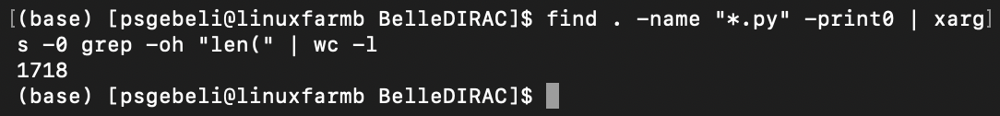 [(base) [psgebeli@linuxfarmb BelleDIRAC]$ find . -name "*.py" -print0 | xarg]
s -0 grep -oh "len(" | wc -l
1718
(base) [psgebeli@linuxfarmb BelleDIRAC]$